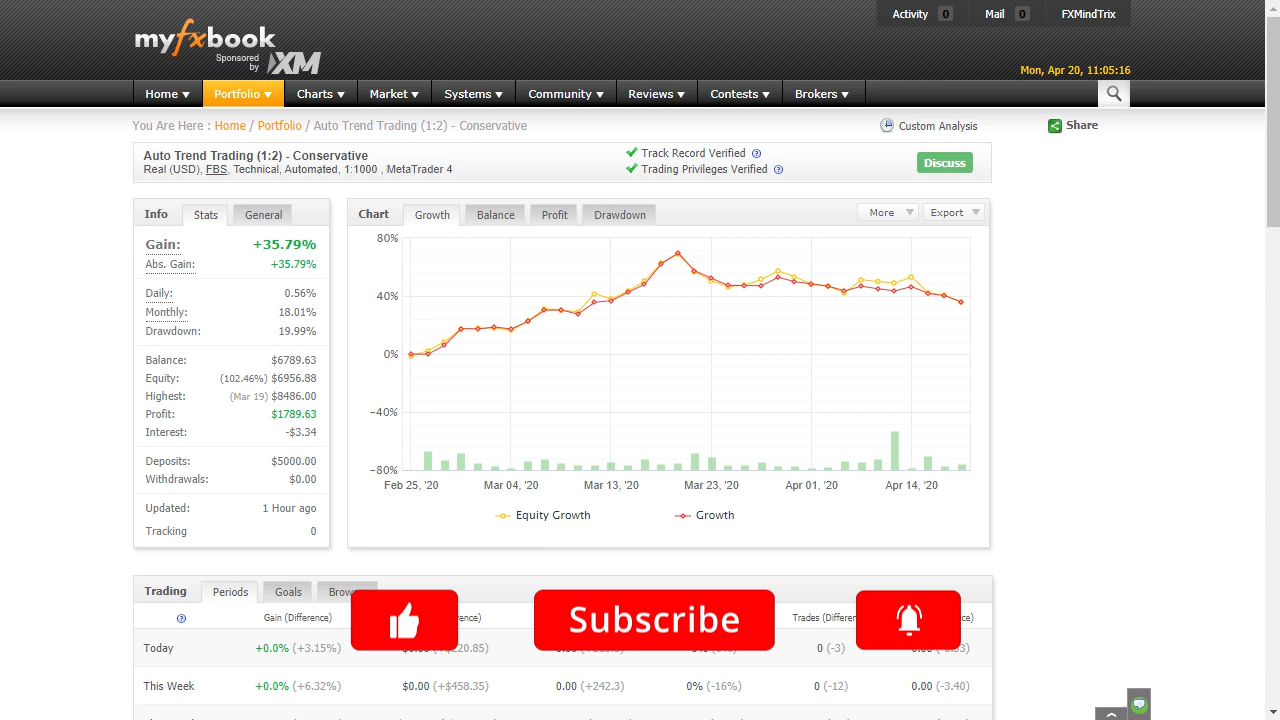 Activity 0 Mail 0 FXMindTrix
myfxbook
Sponsored by XM
Mon, Apr 20, 11:05:16
Home Portfolio Charts Market Systems Community Reviews Contests Brokers
You Are Here : Home / Portfolio / Auto Trend Trading (1:2) - Conservative Custom Analysis Share
Auto Trend Trading (1:2) - Conservative
Real (USD), FBS, Technical, Automated, 1:1000 , MetaTrader 4
Track Record Verified
Trading Privileges Verified
Discuss
Info Stats General
Gain: +35.79%
Abs. Gain: +35.79%
Daily: 0.56%
Monthly: 18.01%
Drawdown: 19.99%
Balance: $6789.63
Equity: (102.46%) $6956.88
Highest: (Mar 19) $8486.00
Profit: $1789.63
Interest: -$3.34
Deposits: $5000.00
Withdrawals: $0.00
Updated: 1 Hour ago
Tracking 0
Chart Growth Balance Profit Drawdown More Export
80%
40%
0%
−40%
−80%
Feb 25, '20 Mar 04, '20 Mar 13, '20 Mar 23, '20 Apr 01, '20 Apr 14, '20
Equity Growth Growth
Trading Periods Goals
Gain (Difference)
Subscribe
Today +0.0% (+3.15%) 0 (-3)
This Week +0.0% (+6.32%) $0.00 (+$458.35) 0.00 (+242.3) 0% (-16%) 0 (-12) 0.00 (-3.40)